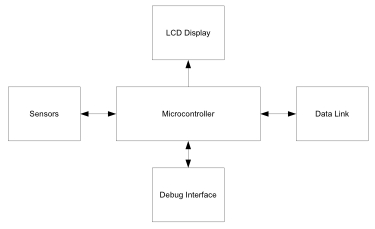 LCD Display
Sensors
Microcontroller
Data Link
Debug Interface